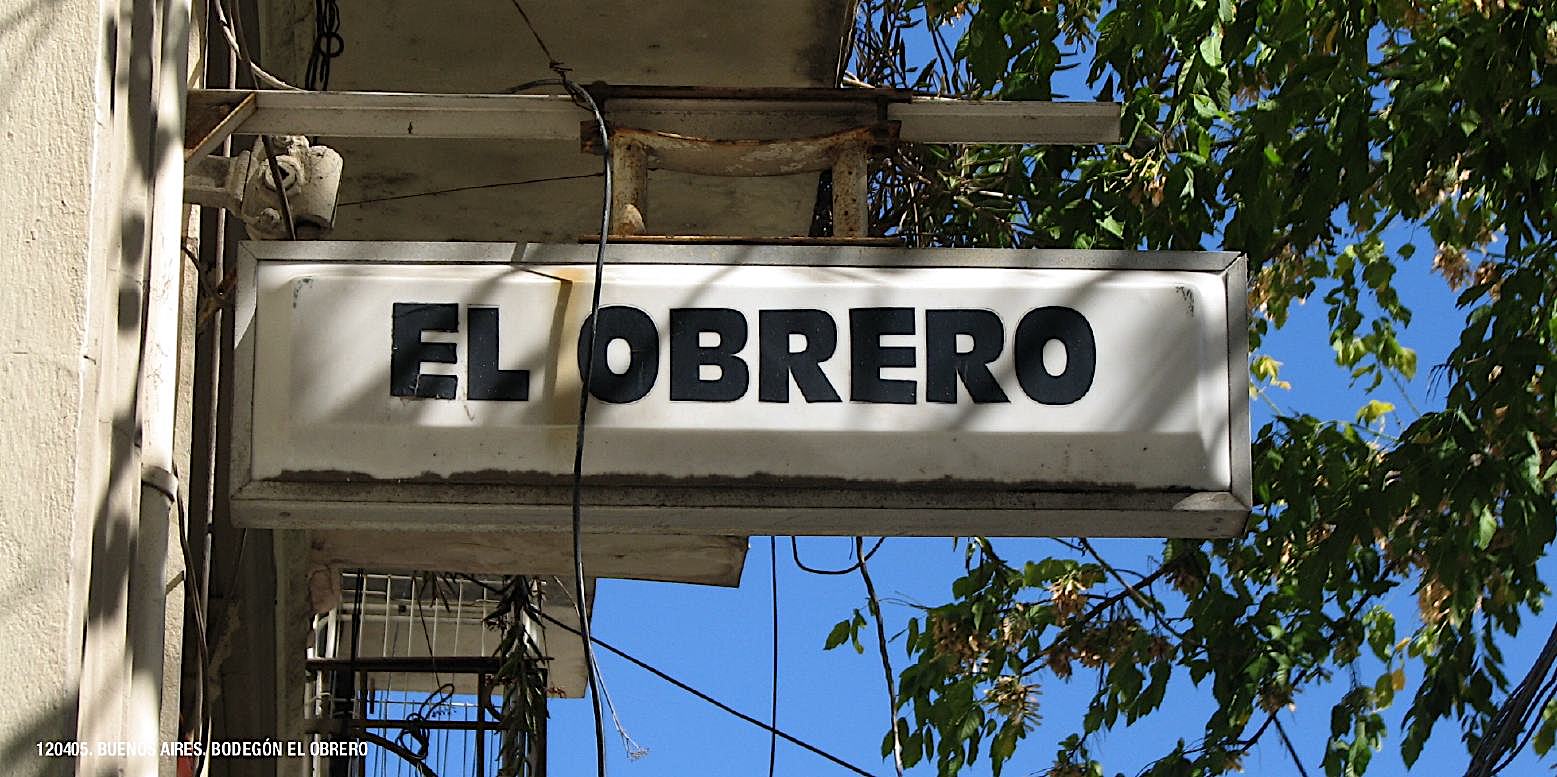 EL OBRERO
120405. BUENOS AIRES. BODEGÓN EL OBRERO